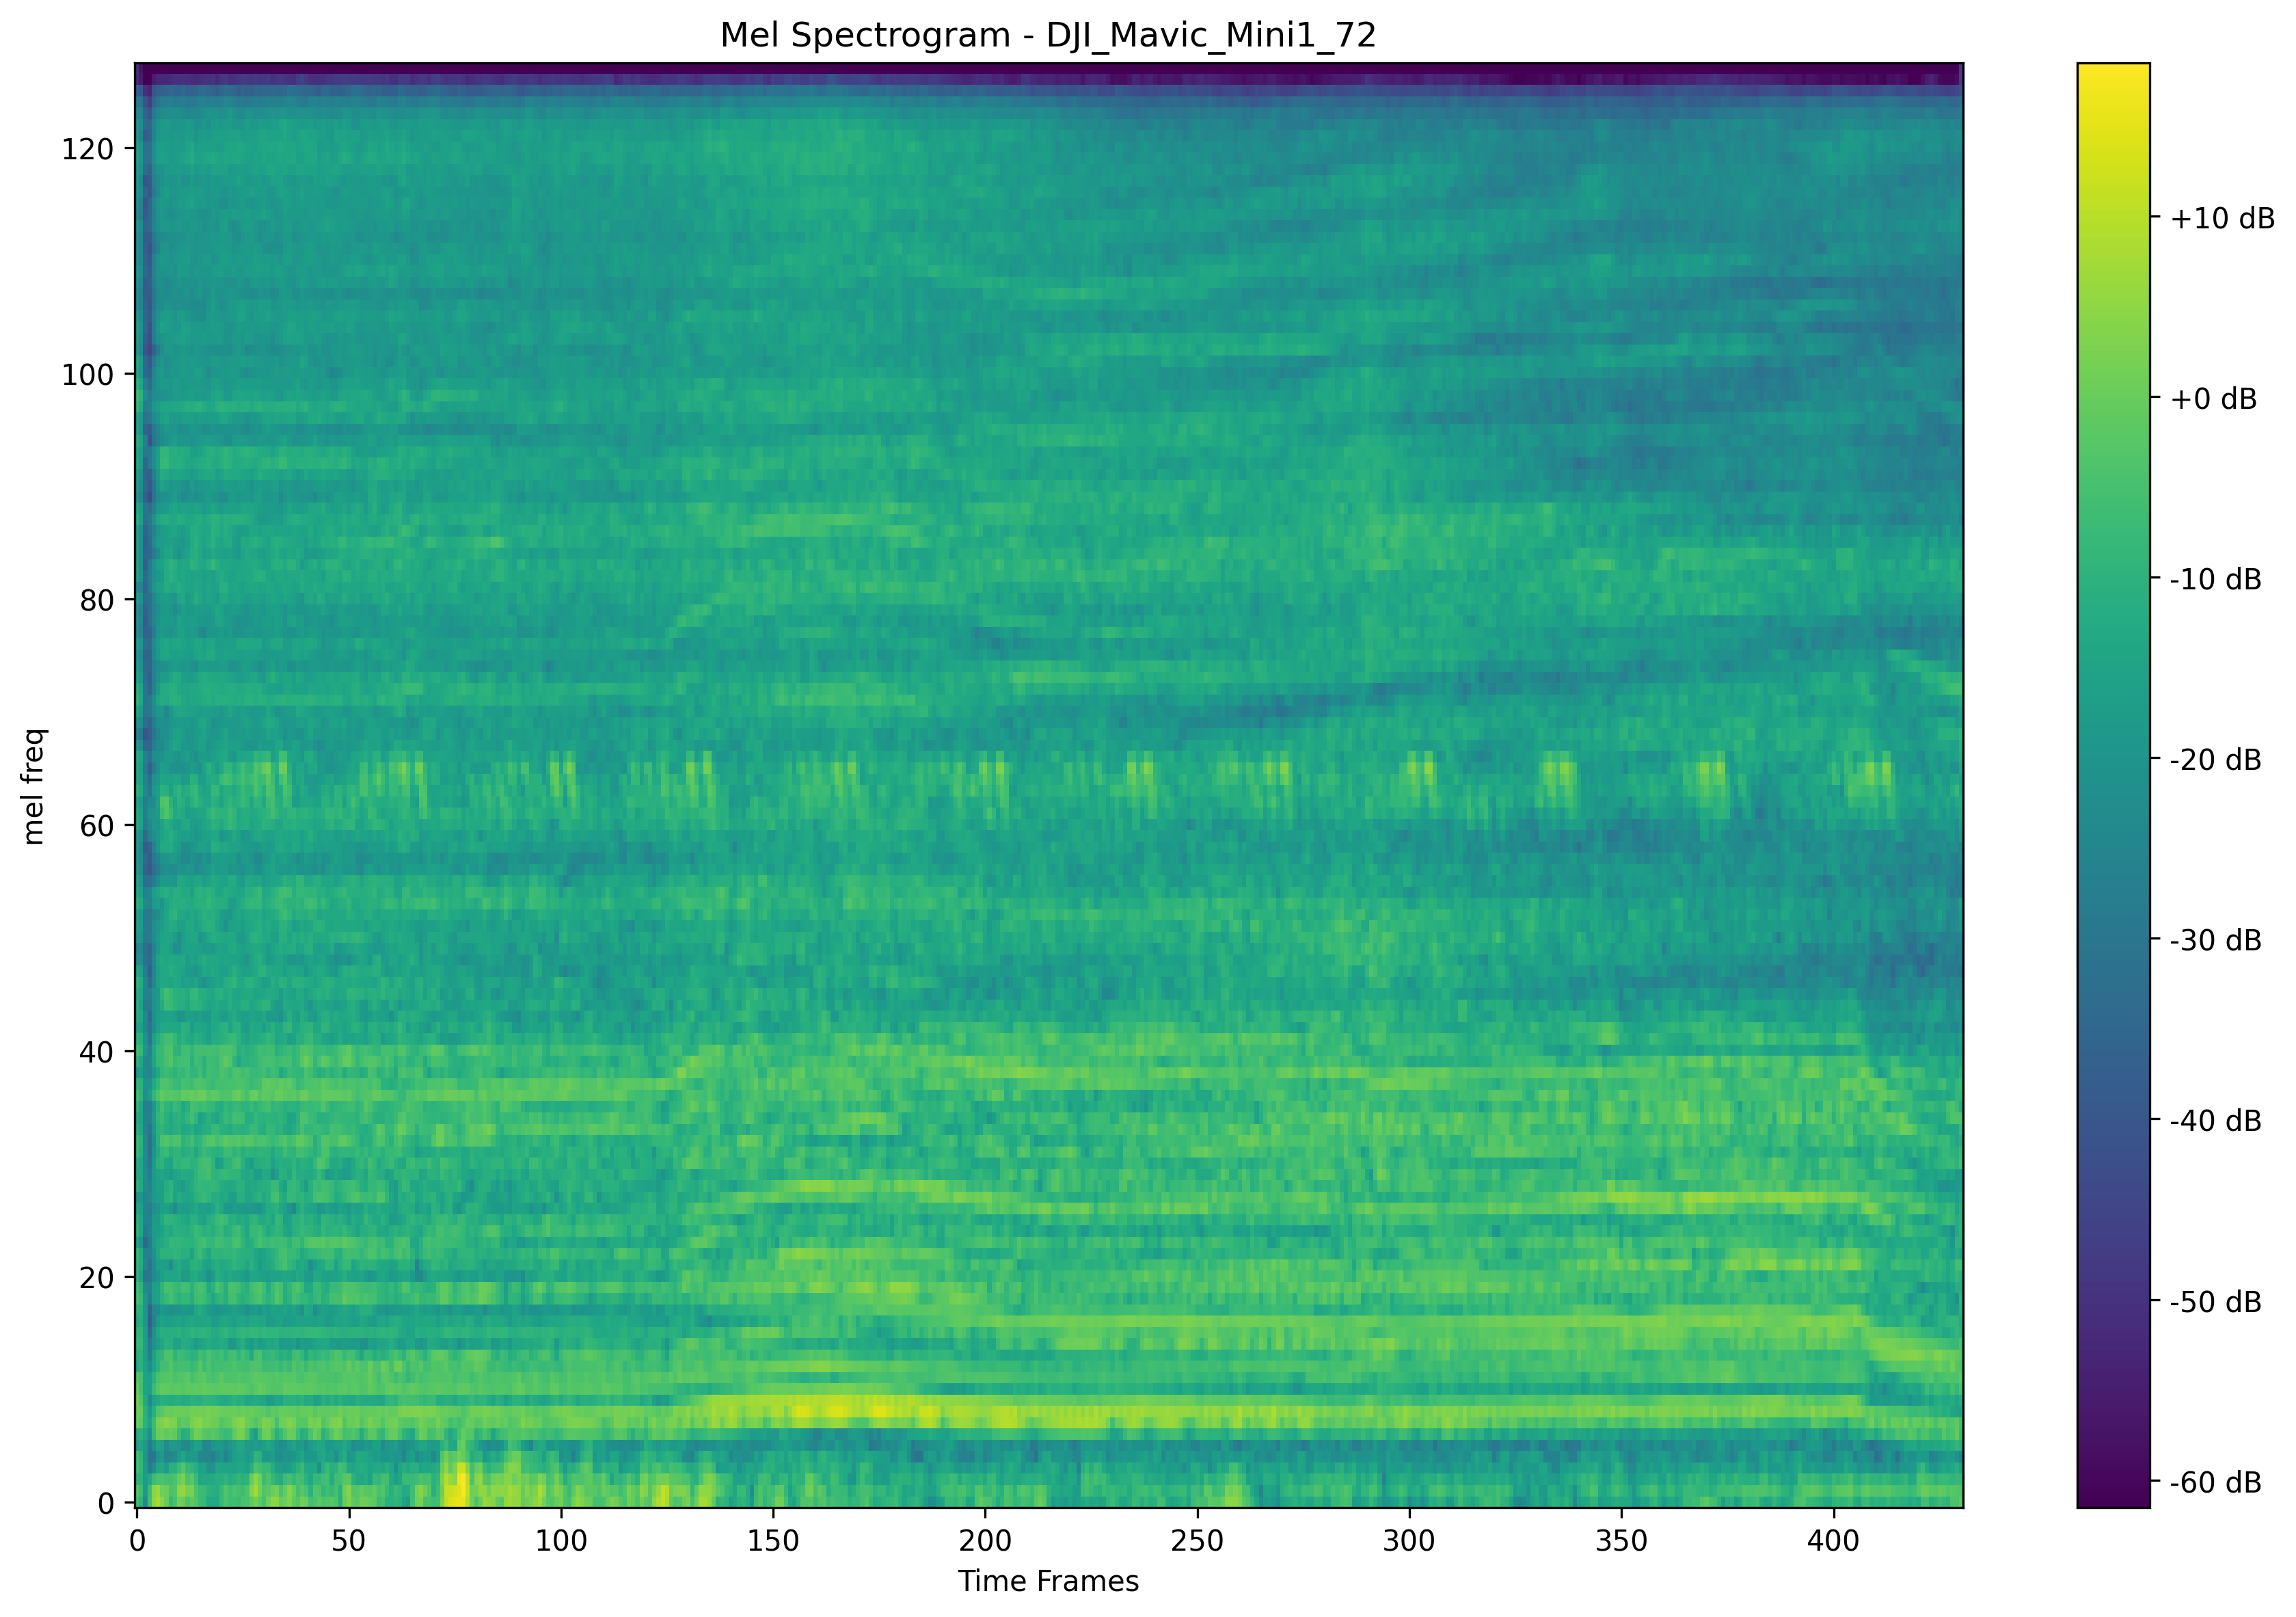 Mel Spectrogram - DJI_Mavic_Mini1_72
mel freq
120
100
80
60
40
20
0
0 50 100 150 200 250 300 350 400
Time Frames
+10 dB
+0 dB
-10 dB
-20 dB
-30 dB
-40 dB
-50 dB
-60 dB